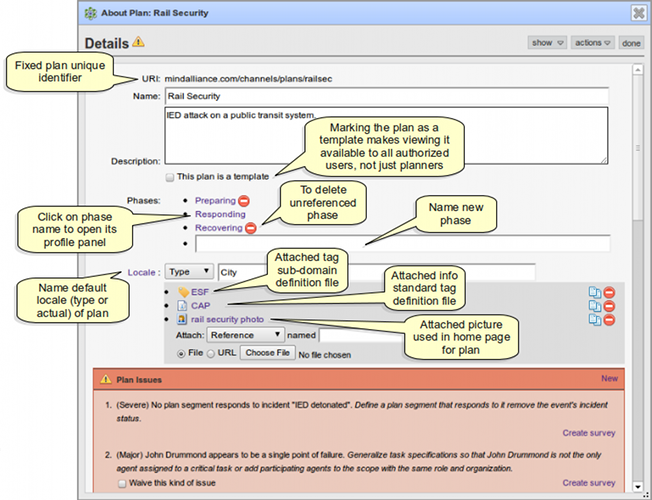 About Plan: Rail Security
Details
show
actions
done
Fixed plan unique
identifier
URI: mindalliance.com/channels/plans/railsec
Name: Rail Security
IED attack on a public transit system.
Description:
Marking the plan as a
template makes viewing it
available to all authorized
users, not just planners
This plan is a template
Phases:
Preparing
Responding
Recovering
To delete
unreferenced
phase
Click on phase
name to open its
profile panel
Name new
phase
Locale : Type City
Name default
locale (type or
actual) of plan
Attached tag
sub-domain
definition file
Attached info
standard tag
definition file
ESF
CAP
rail security photo
Attached picture
used in home page
for plan
Attach: Reference named
File URL Choose File No file chosen
Plan Issues New
1. (Severe) No plan segment responds to incident "IED detonated". Define a plan segment that responds to it remove the event's incident
status.
Create survey
2. (Major) John Drummond appears to be a single point of failure. Generalize task specifications so that John Drummond is not the only
agent assigned to a critical task or add participating agents to the scope with the same role and organization.
Waive this kind of issue Create survey